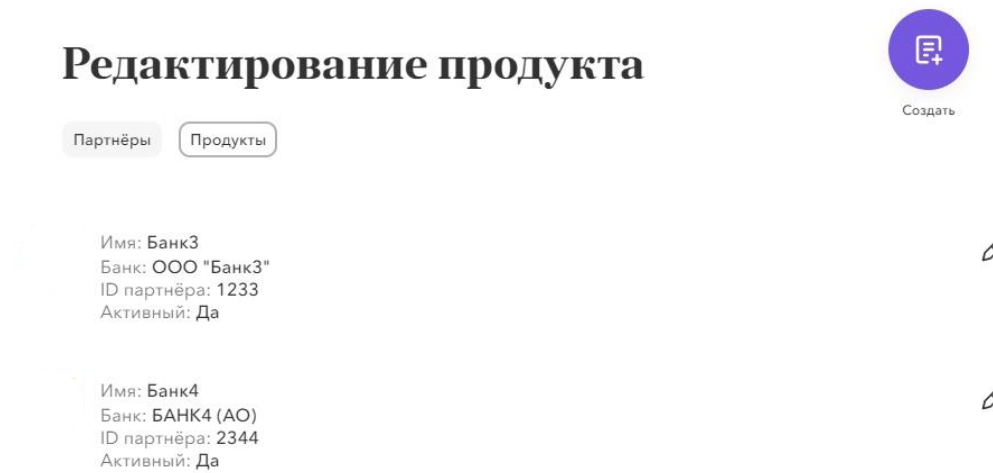 Редактирование продукта
Создать
Партнёры Продукты
Имя: Банк3
Банк: ООО "Банк3"
ID партнёра: 1233
Активный: Да
Имя: Банк4
Банк: БАНК4 (АО)
ID партнёра: 2344
Активный: Да